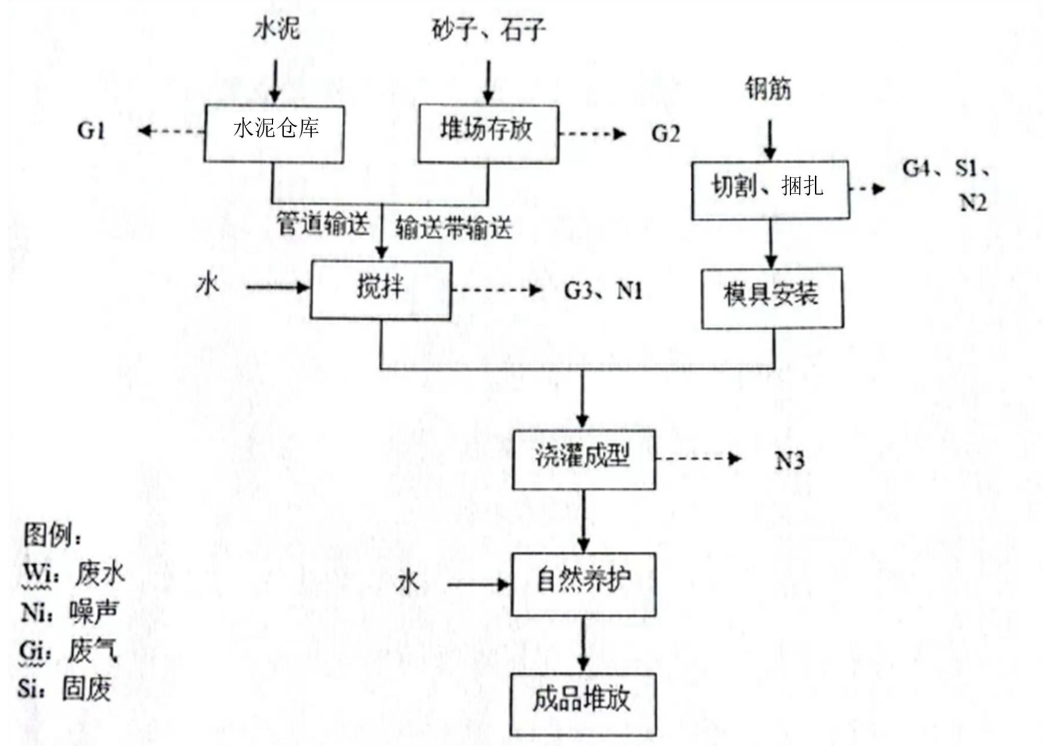 水泥
砂子、石子
钢筋
G1
水泥仓库
堆场存放
G2
切割、捆扎
G4、S1、
N2
管道输送
输送带输送
水
搅拌
G3、N1
模具安装
浇灌成型
N3
图例：
Wi：废水
Ni：噪声
Gi：废气
Si：固废
水
自然养护
成品堆放